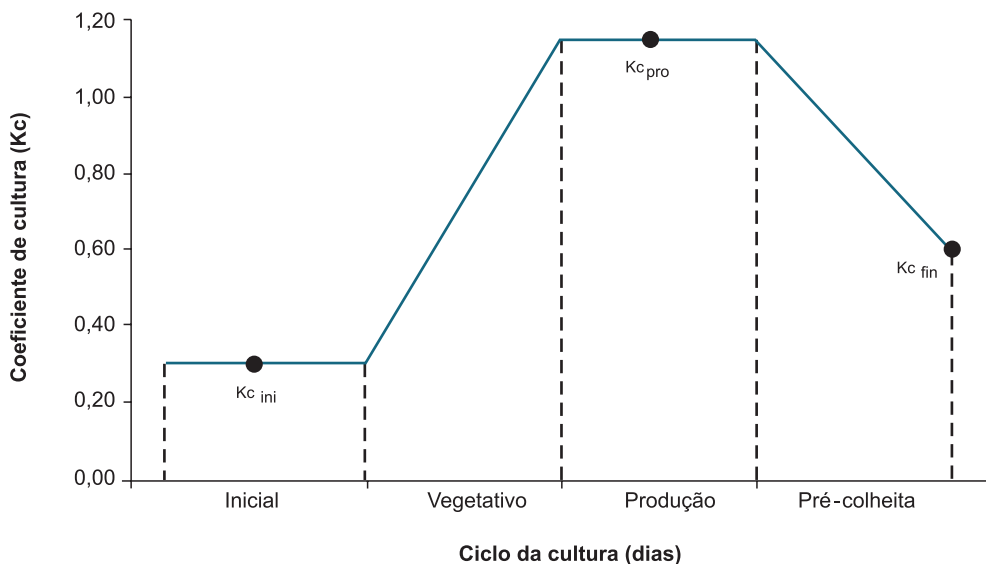 Coeficiente de cultura (Kc)
1,20
1,00
0,80
0,60
0,40
0,20
0,00
Kc ini
Kc pro
Kc fin
Inicial
Vegetativo
Produção
Pré-colheita
Ciclo da cultura (dias)